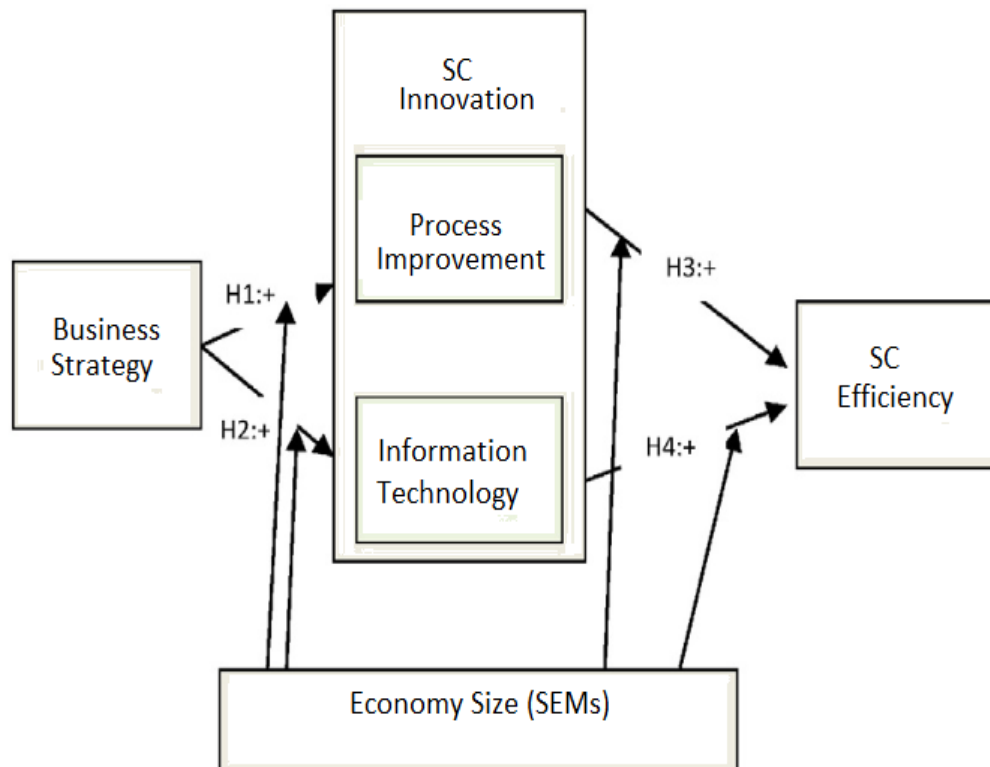 SC
Innovation
Process
Improvement
Business
Strategy
H1:+
H2:+
Information
Technology
H3:+
H4:+
SC
Efficiency
Economy Size (SEMs)